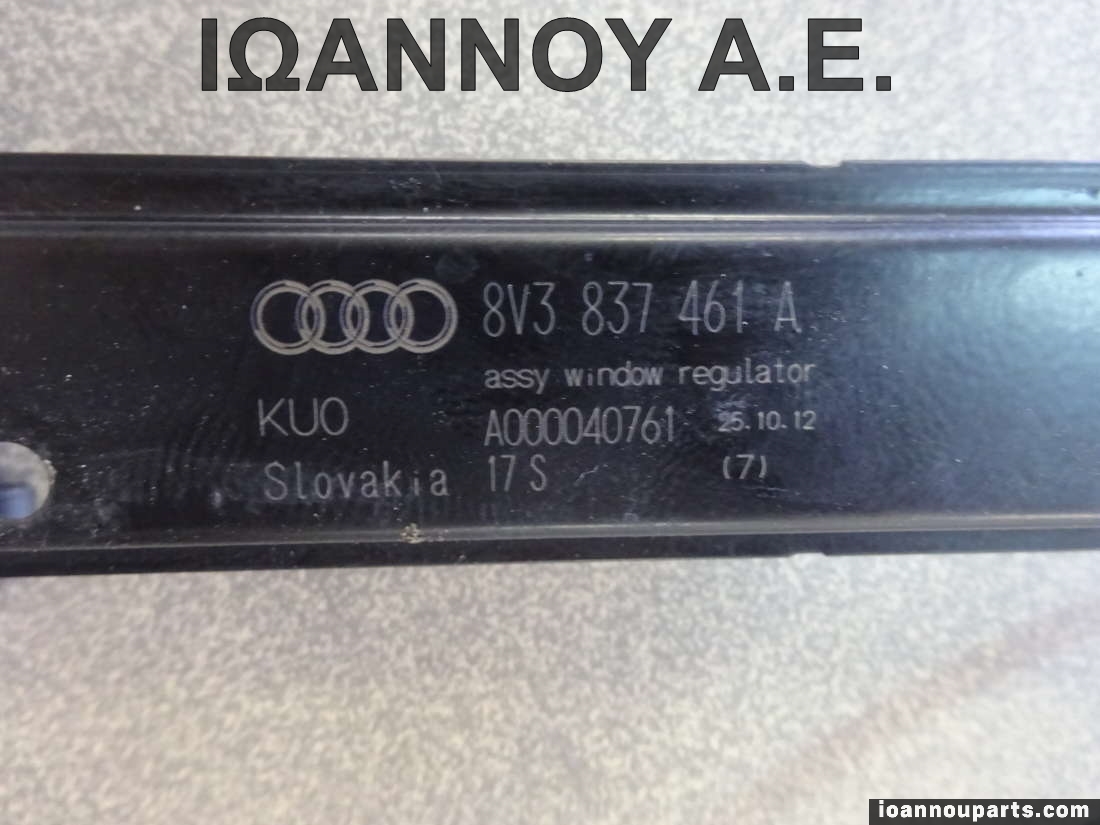 ΙΩΑΝΝΟΥ Α.Ε.
8V3 837 461 A
assy window regulator
KUO A000040761 25.10.12
Slovakia 17 S (7)
ioannouparts.com